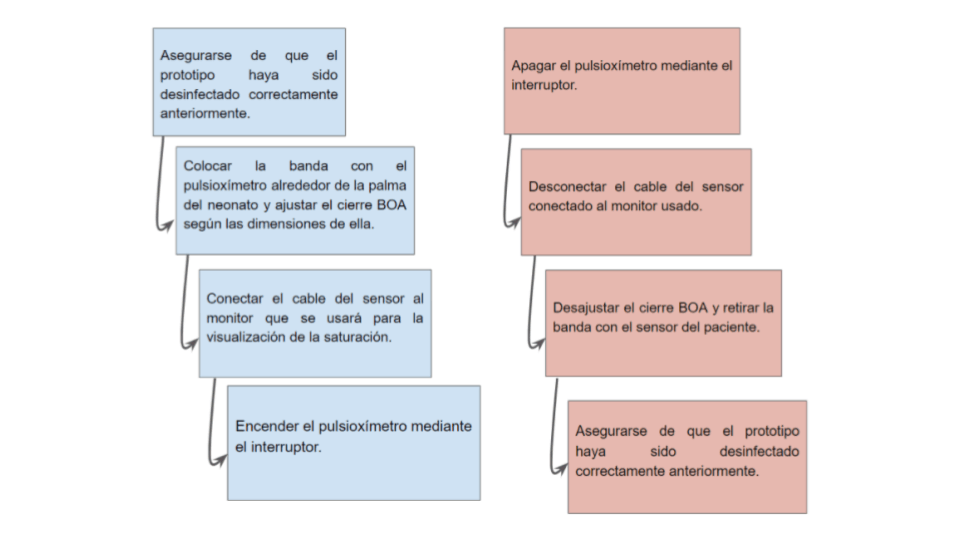 Asegurarse de que el
prototipo haya sido
desinfectado correctamente
anteriormente.
Colocar la banda con el
pulsioxímetro alrededor de la palma
del neonato y ajustar el cierre BOA
según las dimensiones de ella.
Conectar el cable del sensor al
monitor que se usará para la
visualización de la saturación.
Encender el pulsioxímetro mediante
el interruptor.
Apagar el pulsioxímetro mediante el
interruptor.
Desconectar el cable del sensor
conectado al monitor usado.
Desajustar el cierre BOA y retirar la
banda con el sensor del paciente.
Asegurarse de que el prototipo
haya sido desinfectado
correctamente anteriormente.